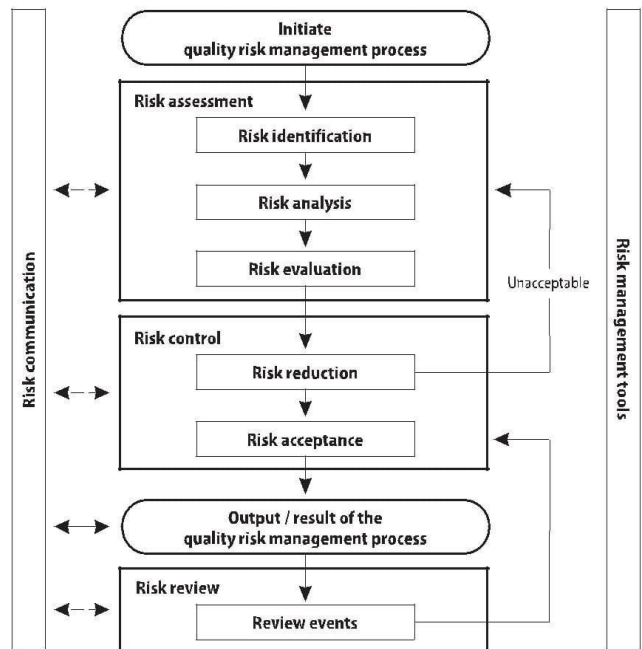 Initiate
quality risk management process
Risk assessment
Risk identification
Risk analysis
Risk evaluation
Unacceptable
Risk control
Risk reduction
Risk acceptance
Output / result of the
quality risk management process
Risk review
Review events
Risk communication
Risk management tools